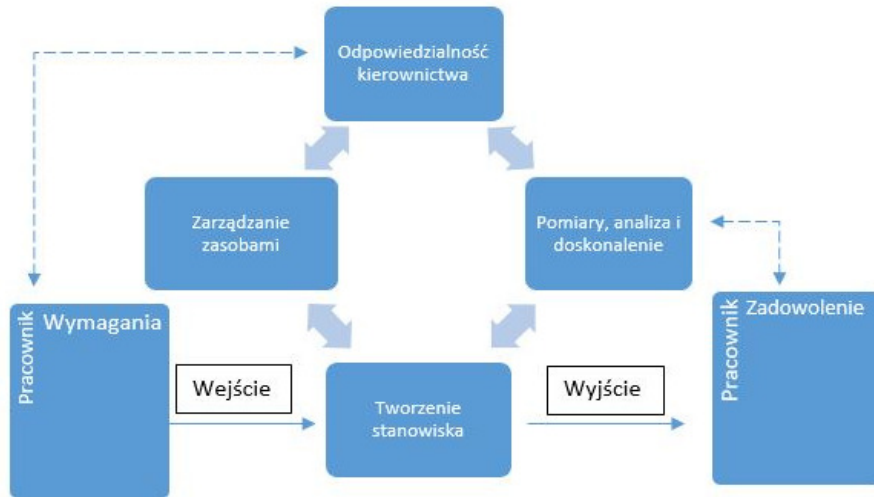 Odpowiedzialność
kierownictwa
Zarządzanie
zasobami
Pomiary, analiza i
doskonalenie
Pracownik
Wymagania
Wejście
Tworzenie
stanowiska
Wyjście
Pracownik
Zadowolenie